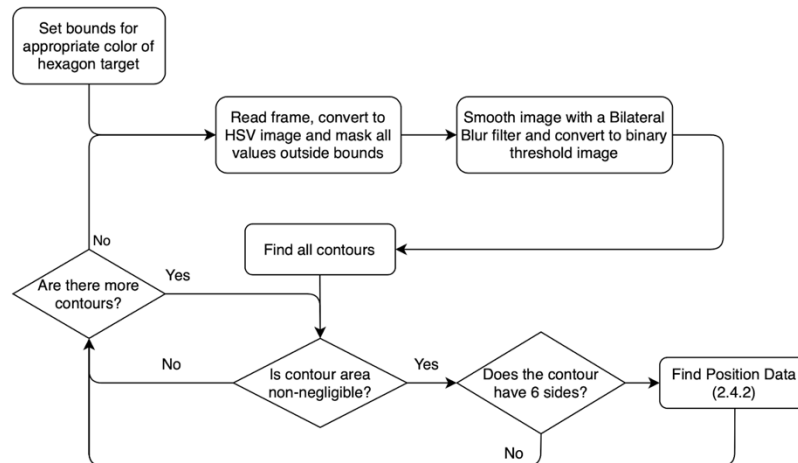 Set bounds for
appropriate color of
hexagon target
Read frame, convert to
HSV image and mask all
values outside bounds
Smooth image with a Bilateral
Blur filter and convert to binary
threshold image
No
Find all contours
Are there more
contours?
Yes
No
Is contour area
non-negligible?
Yes
Does the contour
have 6 sides?
Find Position Data
(2.4.2)
No